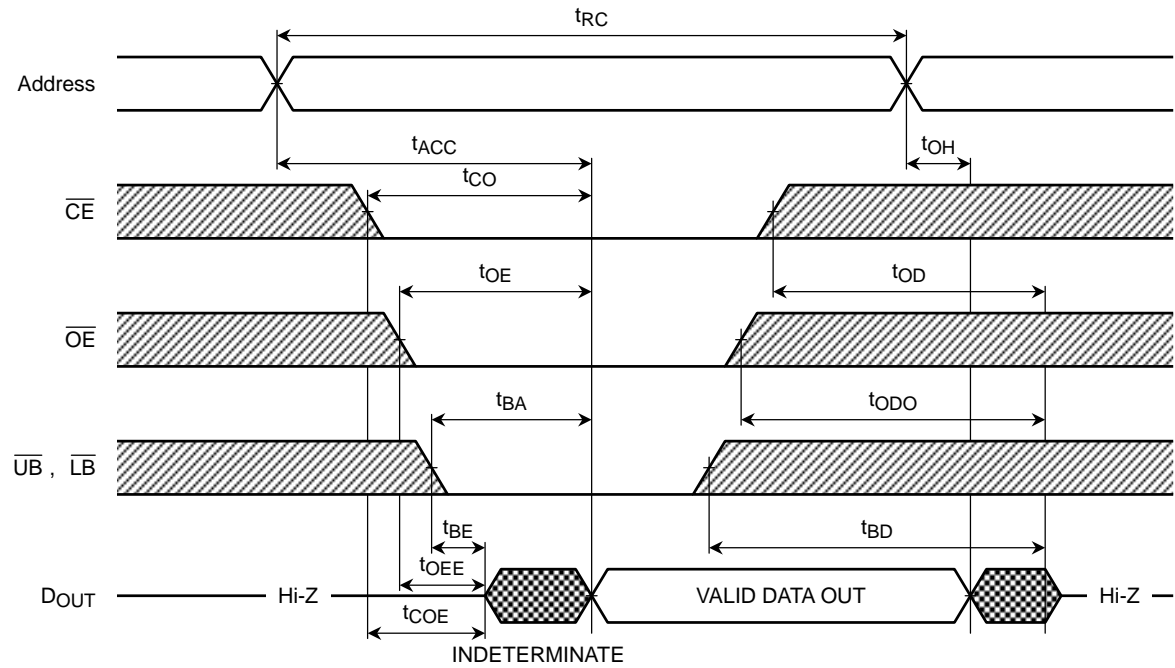 tRC
Address
tACC
tOH
tCO
CE
tOE
tOD
OE
tBA
tODO
UB , LB
tBE
tBD
tOEE
DOUT
Hi-Z
VALID DATA OUT
Hi-Z
tCOE
INDETERMINATE